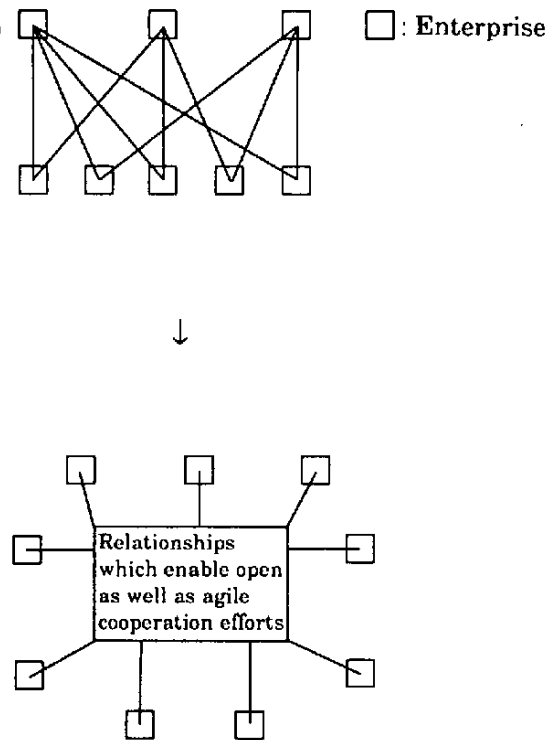 : Enterprise
Relationships
which enable open
as well as agile
cooperation efforts